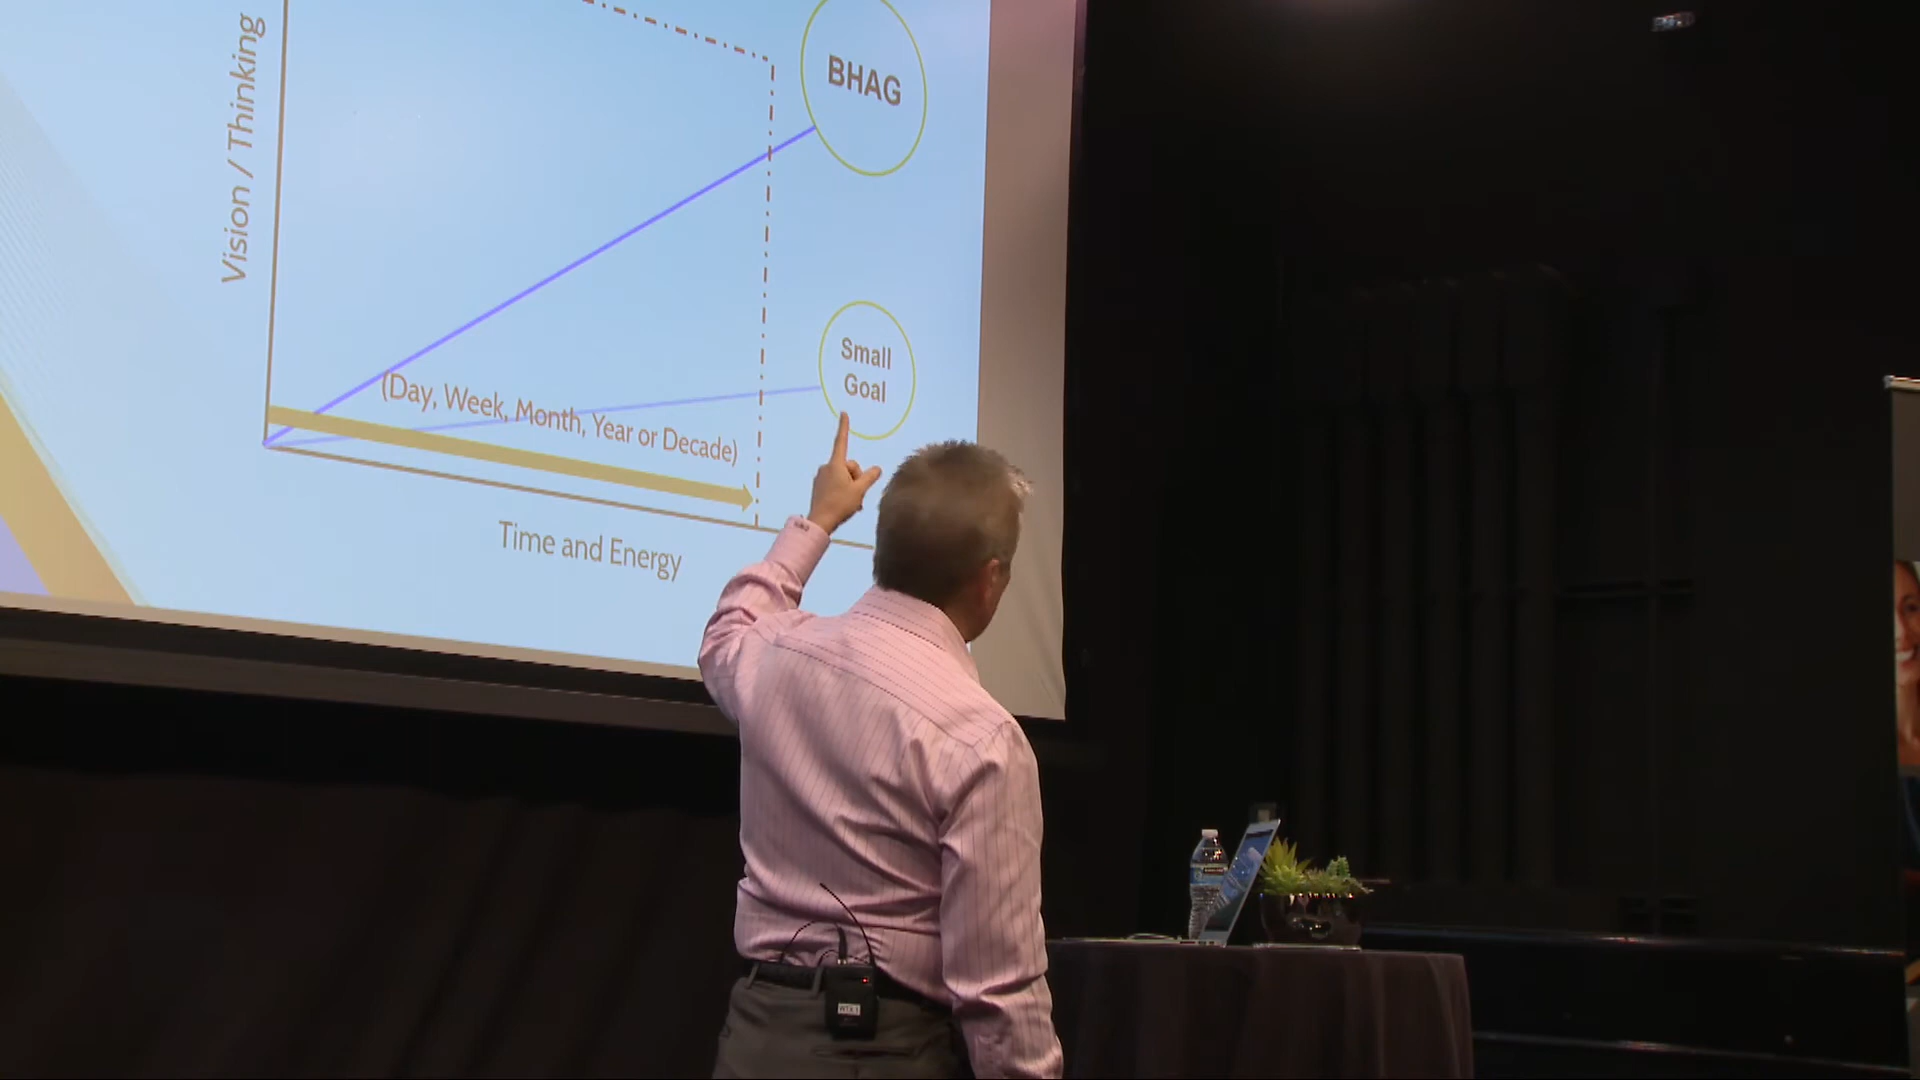 Vision / Thinking
BHAG
Small
Goal
(Day, Week, Month, Year or Decade)
Time and Energy